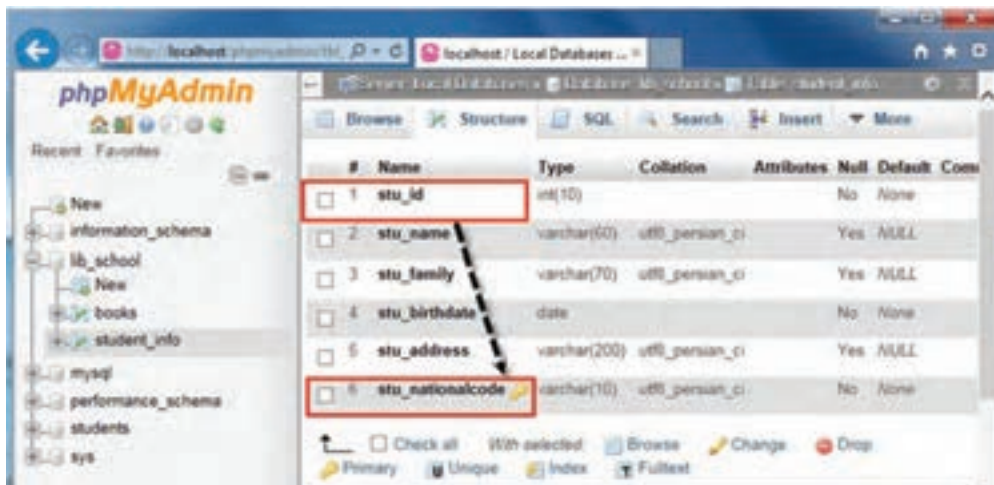 localhost
localhost / Local Databases ...
phpMyAdmin
Recent Favorites
New
information_schema
lib_school
New
books
student_info
mysql
performance_schema
students
sys
Browse Structure SQL Search Insert More
# Name Type Collation Attributes Null Default Com
1 stu_id int(10) No None
2 stu_name varchar(60) utf8_persian_ci Yes NULL
3 stu_family varchar(70) utf8_persian_ci Yes NULL
4 stu_birthdate date No None
5 stu_address varchar(200) utf8_persian_ci Yes NULL
6 stu_nationalcode varchar(10) utf8_persian_ci No None
Check all With selected: Browse Change Drop
Primary Unique Index Fulltext